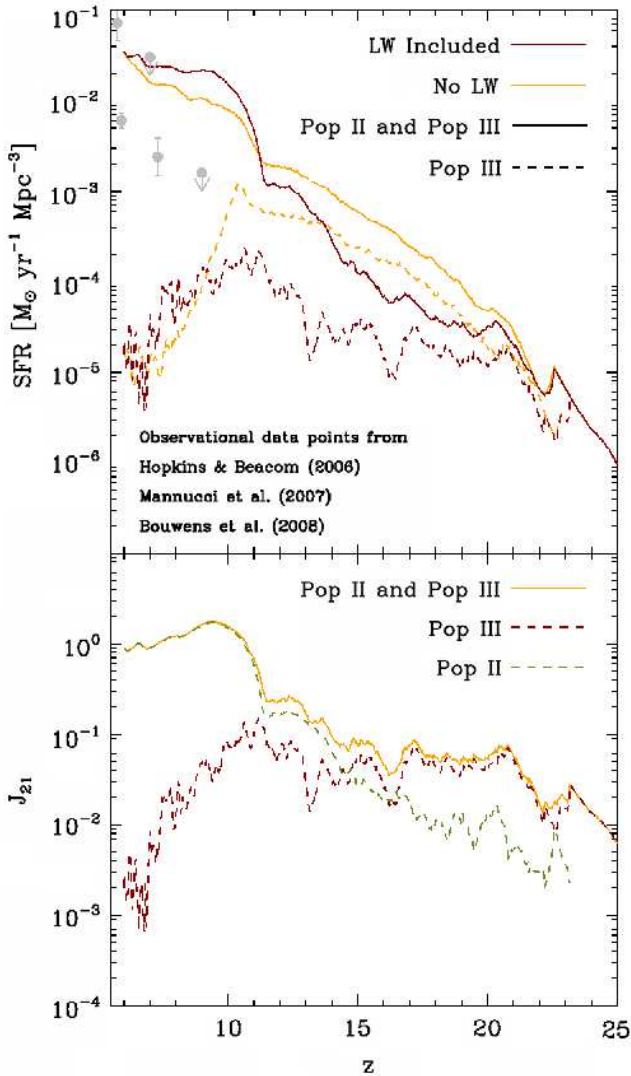 10⁻¹
10⁻²
10⁻³
10⁻⁴
10⁻⁵
10⁻⁶
SFR [M⊙ yr⁻¹ Mpc⁻³]
LW Included
No LW
Pop II and Pop III
Pop III
Observational data points from
Hopkins & Beacom (2006)
Mannucci et al. (2007)
Bouwens et al. (2008)
10⁰
10⁻¹
10⁻²
10⁻³
10⁻⁴
J₂₁
Pop II and Pop III
Pop III
Pop II
10 15 20 25
z